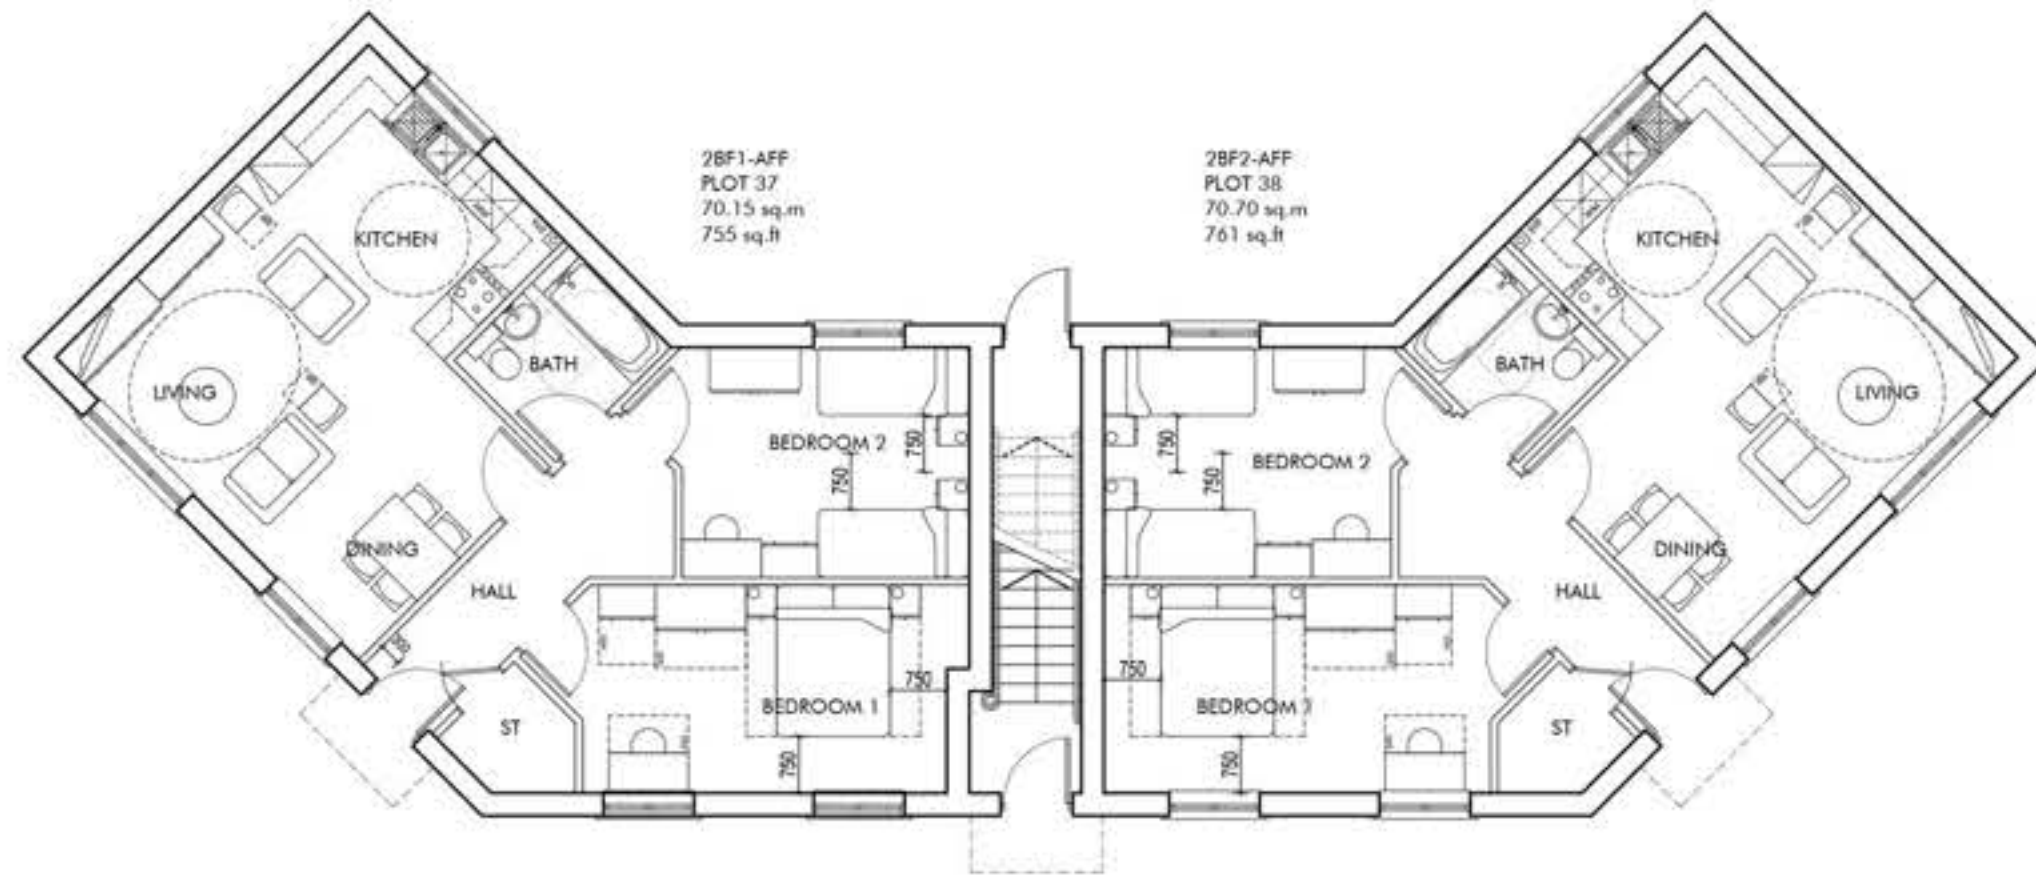 2BF1-AFF
PLOT 37
70.15 sq.m
755 sq.ft
2BF2-AFF
PLOT 38
70.70 sq.m
761 sq.ft
KITCHEN
KITCHEN
BATH
BATH
LIVING
LIVING
BEDROOM 2
750
750
750
750
BEDROOM 2
DINING
DINING
HALL
HALL
300
750
750
BEDROOM 1
BEDROOM 1
ST
ST
750
750